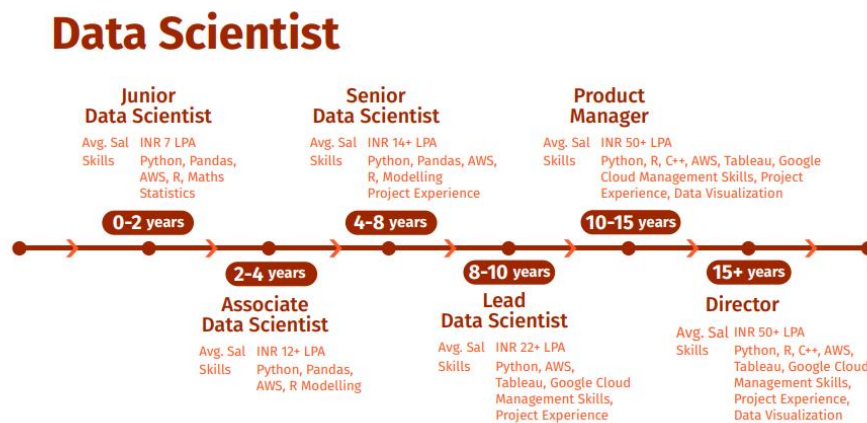 Data Scientist
Junior
Data Scientist
Avg. Sal INR 7 LPA
Skills Python, Pandas,
AWS, R, Maths
Statistics
0-2 years
Senior
Data Scientist
Avg. Sal INR 14+ LPA
Skills Python, Pandas, AWS,
R, Modelling
Project Experience
4-8 years
Product
Manager
Avg. Sal INR 50+ LPA
Skills Python, R, C++, AWS, Tableau, Google
Cloud Management Skills, Project
Experience, Data Visualization
10-15 years
2-4 years
Associate
Data Scientist
Avg. Sal INR 12+ LPA
Skills Python, Pandas,
AWS, R Modelling
8-10 years
Lead
Data Scientist
Avg. Sal INR 22+ LPA
Skills Python, AWS,
Tableau, Google Cloud
Management Skills,
Project Experience
15+ years
Director
Avg. Sal INR 50+ LPA
Skills Python, R, C++, AWS,
Tableau, Google Cloud
Management Skills,
Project Experience,
Data Visualization